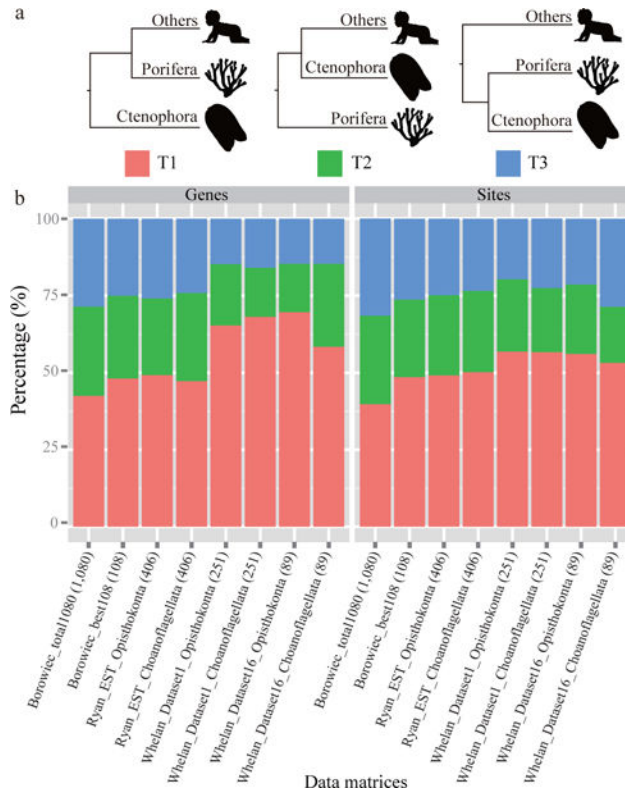 a
Others
Porifera
Ctenophora
Others
Ctenophora
Porifera
Others
Porifera
Ctenophora
T1
T2
T3
b
Genes
Sites
Percentage (%)
100
75
50
25
0
Borowiec_total1080 (1,080)
Borowiec_best108 (108)
Ryan_EST_Opisthokonta (406)
Ryan_EST_Choanoflagellata (406)
Whelan_Dataset1_Opisthokonta (251)
Whelan_Dataset1_Choanoflagellata (251)
Whelan_Dataset16_Opisthokonta (89)
Whelan_Dataset16_Choanoflagellata (89)
Borowiec_total1080 (1,080)
Borowiec_best108 (108)
Ryan_EST_Opisthokonta (406)
Ryan_EST_Choanoflagellata (406)
Whelan_Dataset1_Opisthokonta (251)
Whelan_Dataset1_Choanoflagellata (251)
Whelan_Dataset16_Opisthokonta (89)
Whelan_Dataset16_Choanoflagellata (89)
Data matrices